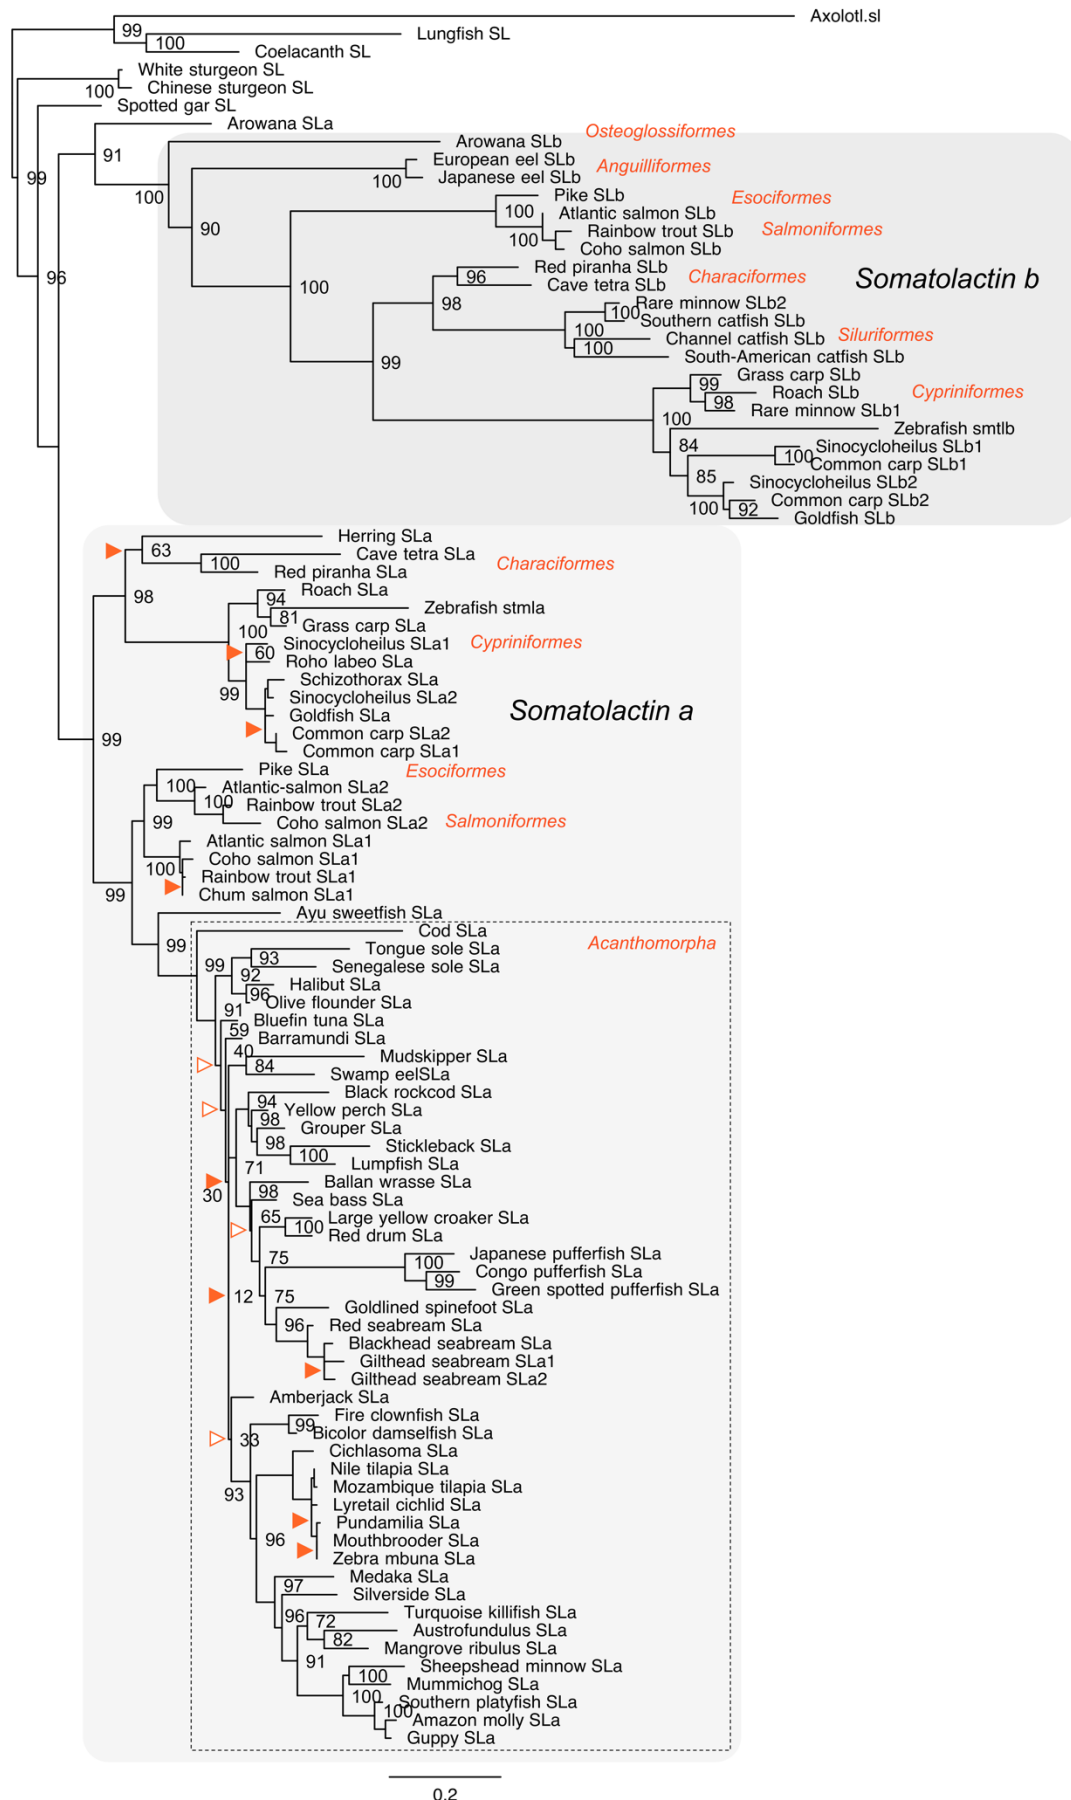 Axolotl.sl
99
Lungfish SL
100
Coelacanth SL
White sturgeon SL
100
Chinese sturgeon SL
Spotted gar SL
Arowana SLa
Osteoglossiformes
91
Arowana SLb
European eel SLb
Anguilliformes
99
100
Japanese eel SLb
100
Pike SLb
Esociformes
100
Atlantic salmon SLb
90
Rainbow trout SLb
Salmoniformes
100
Coho salmon SLb
Red piranha SLb
96
Characiformes
96
Somatolactin b
Cave tetra SLb
100
98
Rare minnow SLb2
100
Southern catfish SLb
100
Channel catfish SLb
Siluriformes
100
South-American catfish SLb
99
Grass carp SLb
99
Roach SLb
Cypriniformes
98
Rare minnow SLb1
100
Zebrafish smtlb
84
Sinocycloheilus SLb1
100
Common carp SLb1
85
Sinocycloheilus SLb2
Common carp SLb2
100
92
Goldfish SLb
Herring SLa
63
Cave tetra SLa
100
Characiformes
Red piranha SLa
98
Roach SLa
94
Zebrafish stmla
81
Grass carp SLa
100
Sinocycloheilus SLa1
Cypriniformes
60
Roho labeo SLa
Schizothorax SLa
99
Sinocycloheilus SLa2
Somatolactin a
Goldfish SLa
Common carp SLa2
99
Common carp SLa1
Pike SLa
Esociformes
100
Atlantic-salmon SLa2
100
Rainbow trout SLa2
99
Coho salmon SLa2
Salmoniformes
Atlantic salmon SLa1
Coho salmon SLa1
100
Rainbow trout SLa1
99
Chum salmon SLa1
Ayu sweetfish SLa
Cod SLa
99
Acanthomorpha
Tongue sole SLa
93
99
Senegalese sole SLa
92
Halibut SLa
96
Olive flounder SLa
91
Bluefin tuna SLa
59
Barramundi SLa
40
Mudskipper SLa
84
Swamp eelSLa
Black rockcod SLa
94
Yellow perch SLa
98
Grouper SLa
98
Stickleback SLa
100
Lumpfish SLa
71
Ballan wrasse SLa
30
98
Sea bass SLa
65
Large yellow croaker SLa
100
Red drum SLa
75
Japanese pufferfish SLa
100
Congo pufferfish SLa
99
Green spotted pufferfish SLa
12
75
Goldlined spinefoot SLa
96
Red seabream SLa
Blackhead seabream SLa
Gilthead seabream SLa1
Gilthead seabream SLa2
Amberjack SLa
Fire clownfish SLa
99
Bicolor damselfish SLa
33
Cichlasoma SLa
Nile tilapia SLa
Mozambique tilapia SLa
93
Lyretail cichlid SLa
Pundamilia SLa
96
Mouthbrooder SLa
Zebra mbuna SLa
Medaka SLa
97
Silverside SLa
96
Turquoise killifish SLa
72
Austrofundulus SLa
82
Mangrove ribulus SLa
91
Sheepshead minnow SLa
100
Mummichog SLa
100
Southern platyfish SLa
100
Amazon molly SLa
Guppy SLa
0.2